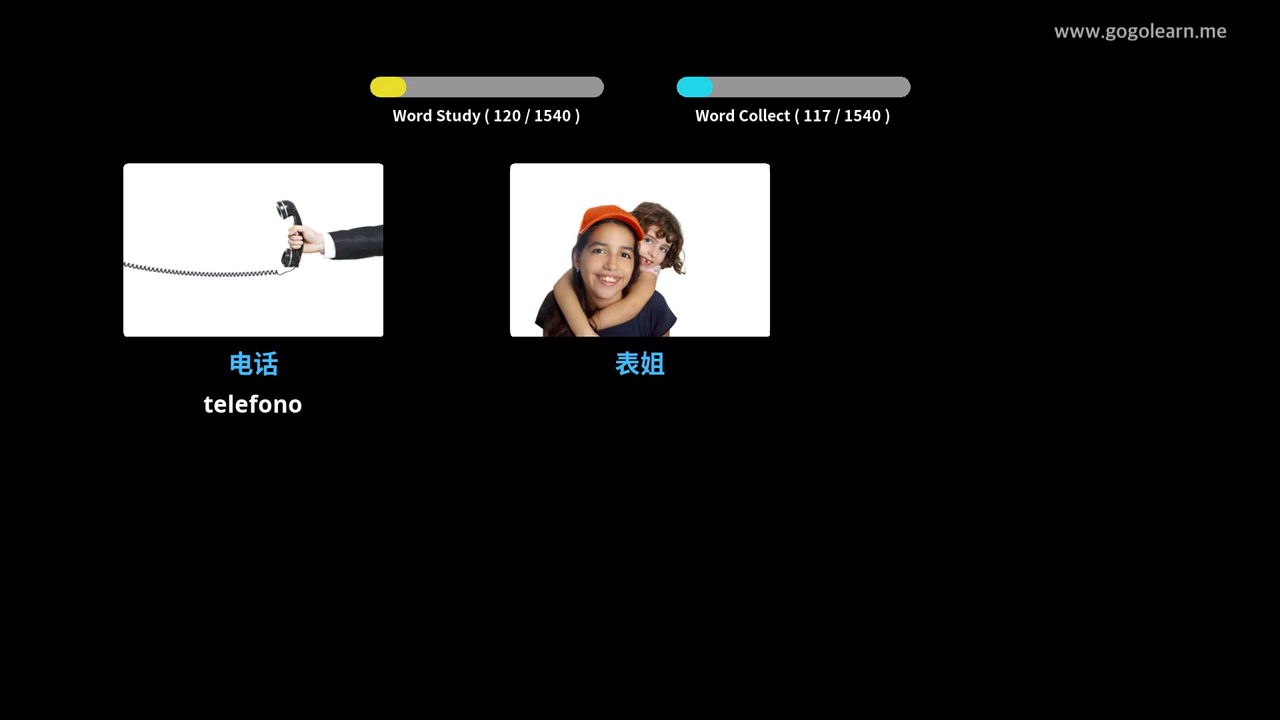 www.gogolearn.me
Word Study ( 120 / 1540 )
Word Collect ( 117 / 1540 )
电话
telefono
表姐